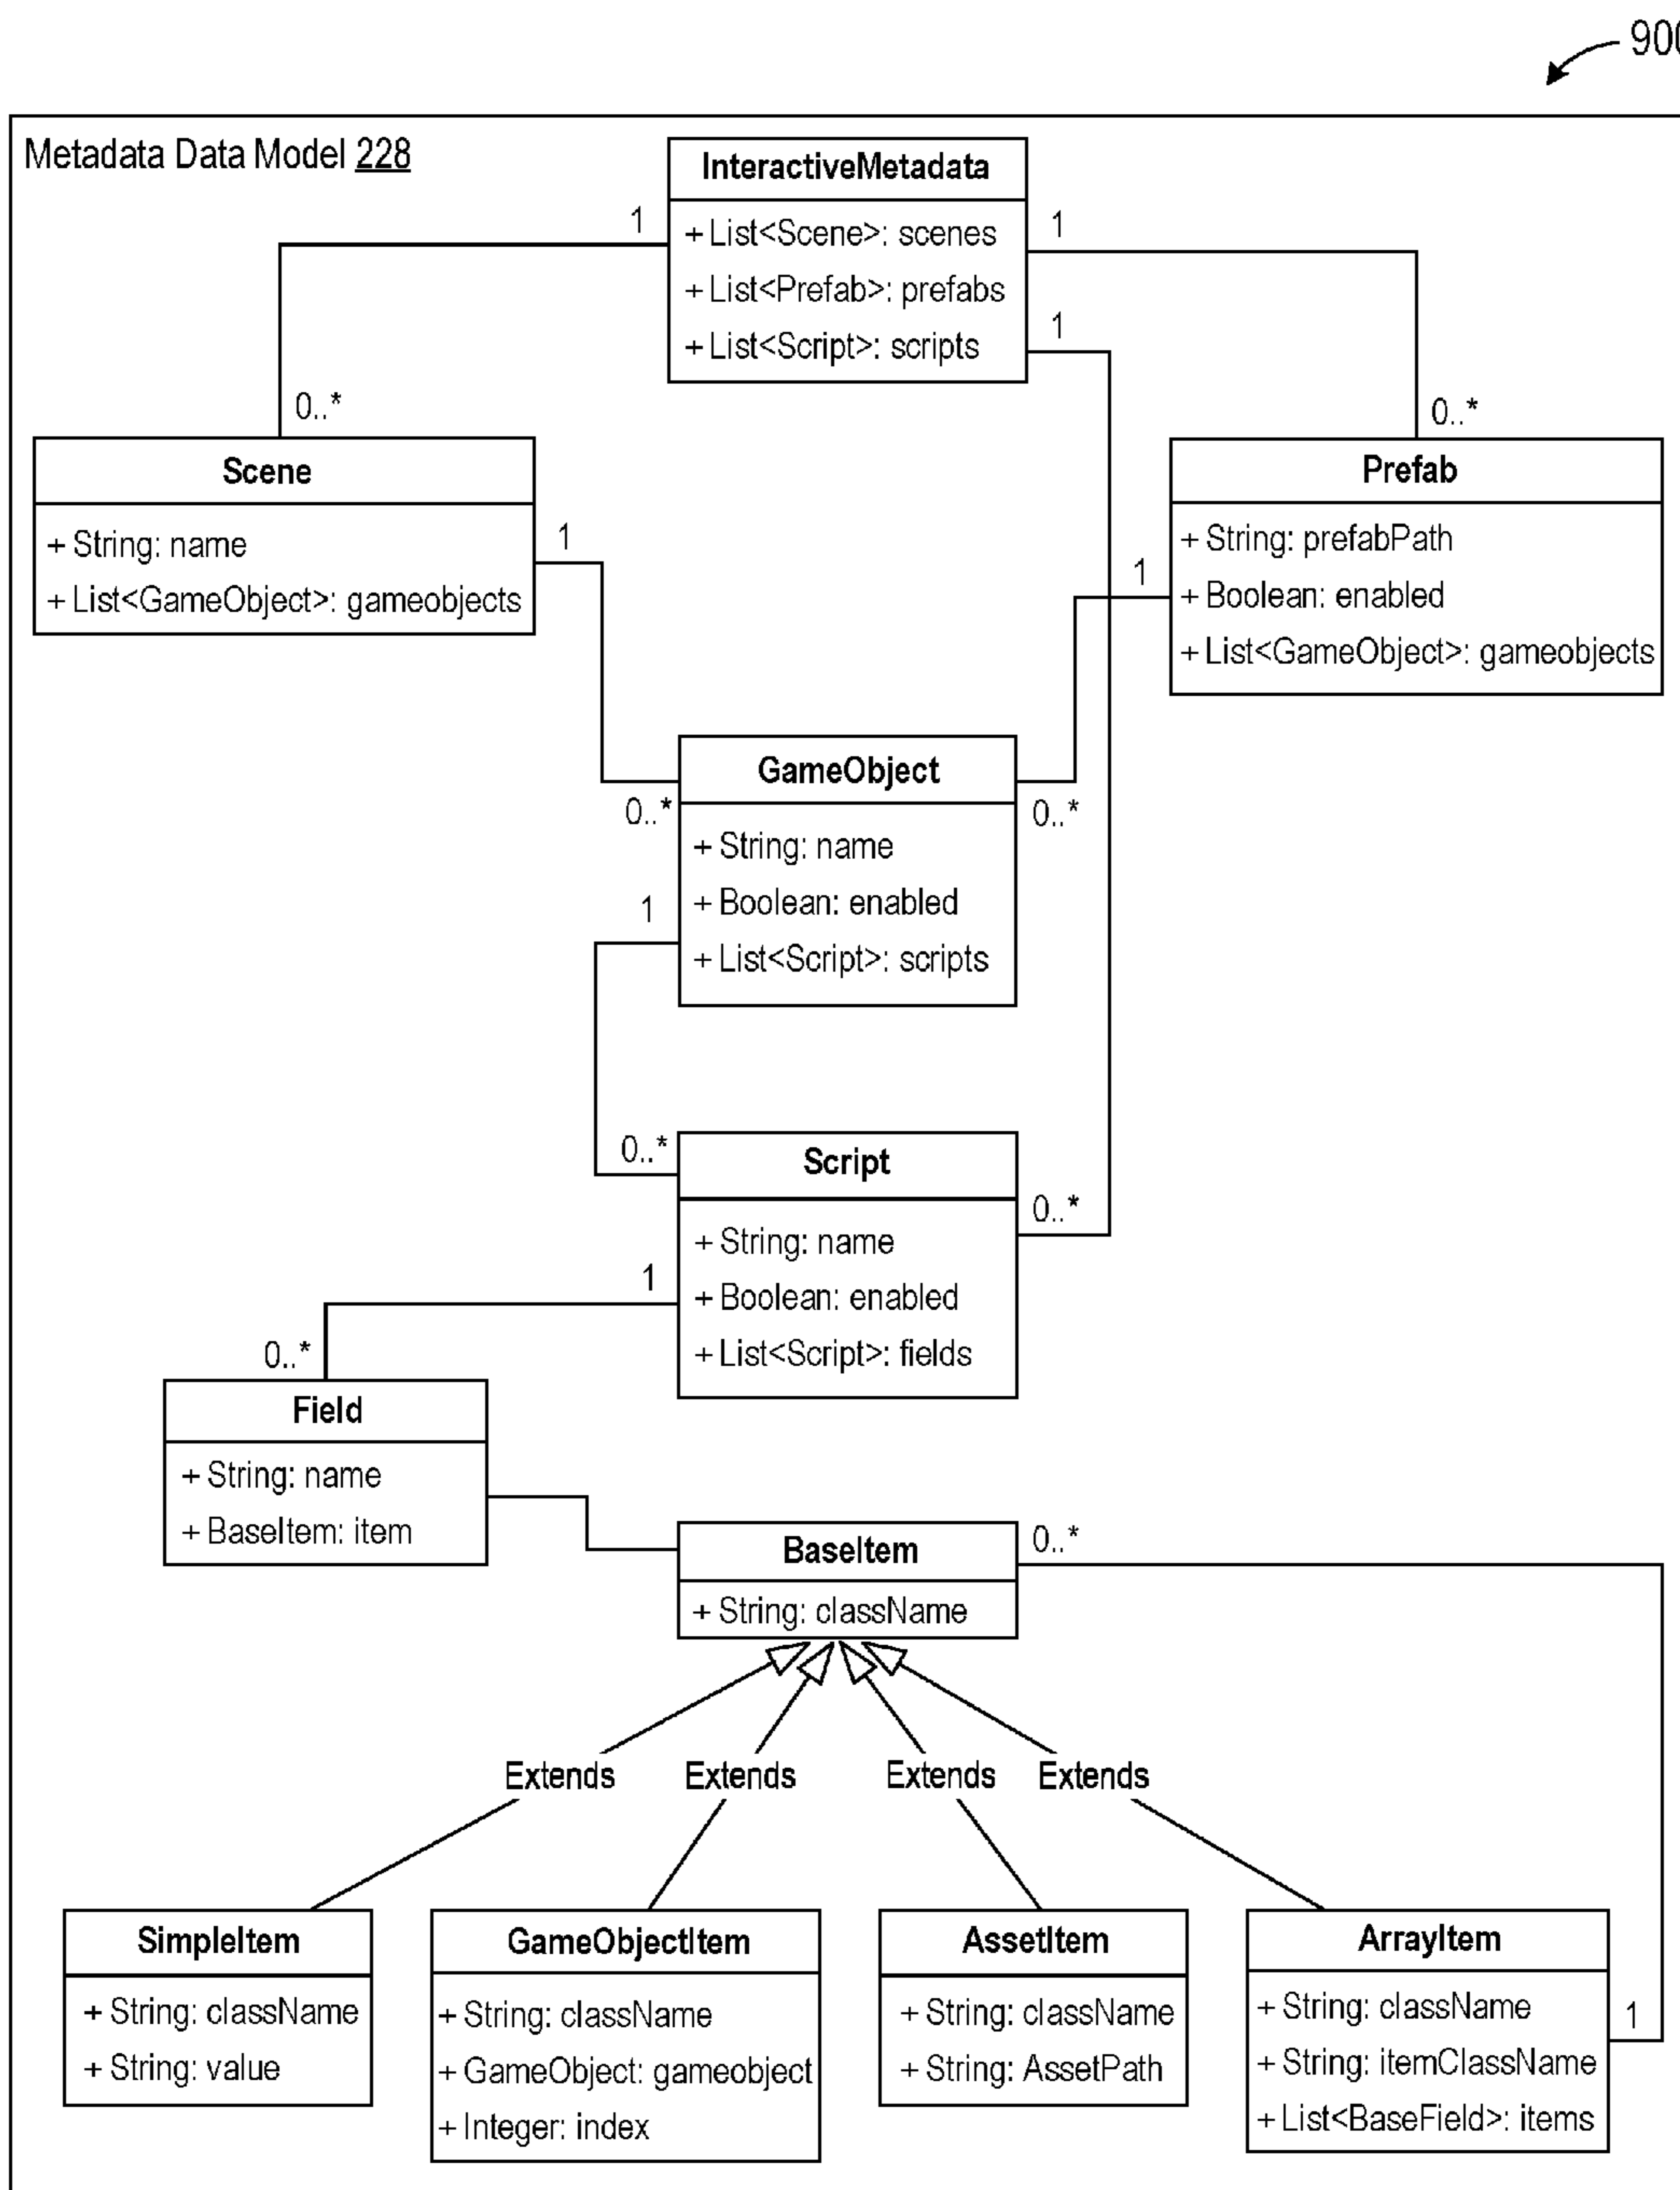 900
Metadata Data Model 228
InteractiveMetadata
+ List<Scene>: scenes
+ List<Prefab>: prefabs
+ List<Script>: scripts
1
1
1
0..*
0..*
Scene
+ String: name
+ List<GameObject>: gameobjects
1
Prefab
+ String: prefabPath
+ Boolean: enabled
+ List<GameObject>: gameobjects
1
GameObject
+ String: name
+ Boolean: enabled
+ List<Script>: scripts
0..*
0..*
1
0..*
Script
+ String: name
+ Boolean: enabled
+ List<Script>: fields
0..*
1
0..*
Field
+ String: name
+ BaseItem: item
BaseItem
+ String: className
0..*
Extends
Extends
Extends
Extends
SimpleItem
+ String: className
+ String: value
GameObjectItem
+ String: className
+ GameObject: gameobject
+ Integer: index
AssetItem
+ String: className
+ String: AssetPath
ArrayItem
+ String: className
+ String: itemClassName
+ List<BaseField>: items
1